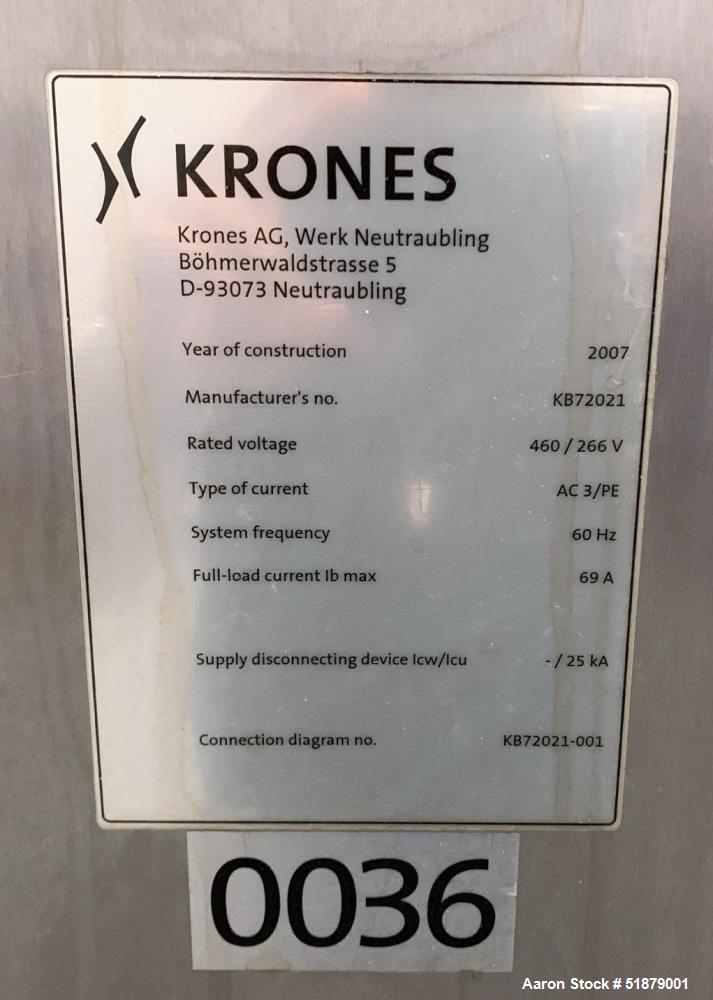 KRONES
Krones AG, Werk Neutraubling
Böhmerwaldstrasse 5
D-93073 Neutraubling
Year of construction 2007
Manufacturer's no. KB72021
Rated voltage 460 / 266 V
Type of current AC 3/PE
System frequency 60 Hz
Full-load current Ib max 69 A
Supply disconnecting device Icw/Icu - / 25 kA
Connection diagram no. KB72021-001
0036
Aaron Stock # 51879001